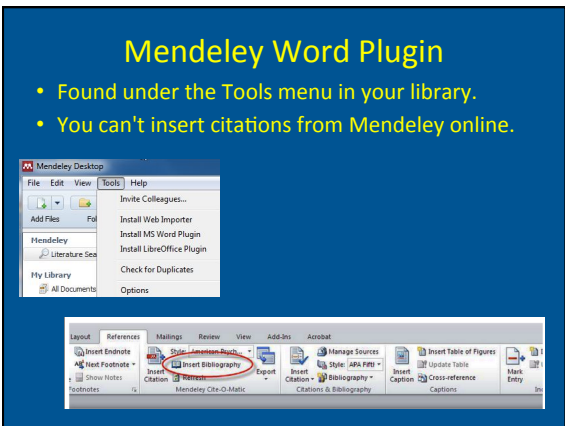 Mendeley Word Plugin
• Found under the Tools menu in your library.
• You can't insert citations from Mendeley online.
Mendeley Desktop
File Edit View Tools Help
Invite Colleagues...
Add Files Fol
Install Web Importer
Install MS Word Plugin
Mendeley
Install LibreOffice Plugin
Literature Sea
Check for Duplicates
My Library
All Documents
Options
Layout References Mailings Review View Add-Ins Acrobat
Insert Endnote
Next Footnote
Show Notes
Footnotes
Insert Citation
Style: American Psych...
Insert Bibliography
Refresh
Export
Mendeley Cite-O-Matic
Insert Citation
Manage Sources
Style: APA Fifth
Bibliography
Citations & Bibliography
Insert Caption
Insert Table of Figures
Update Table
Cross-reference
Captions
Mark Entry